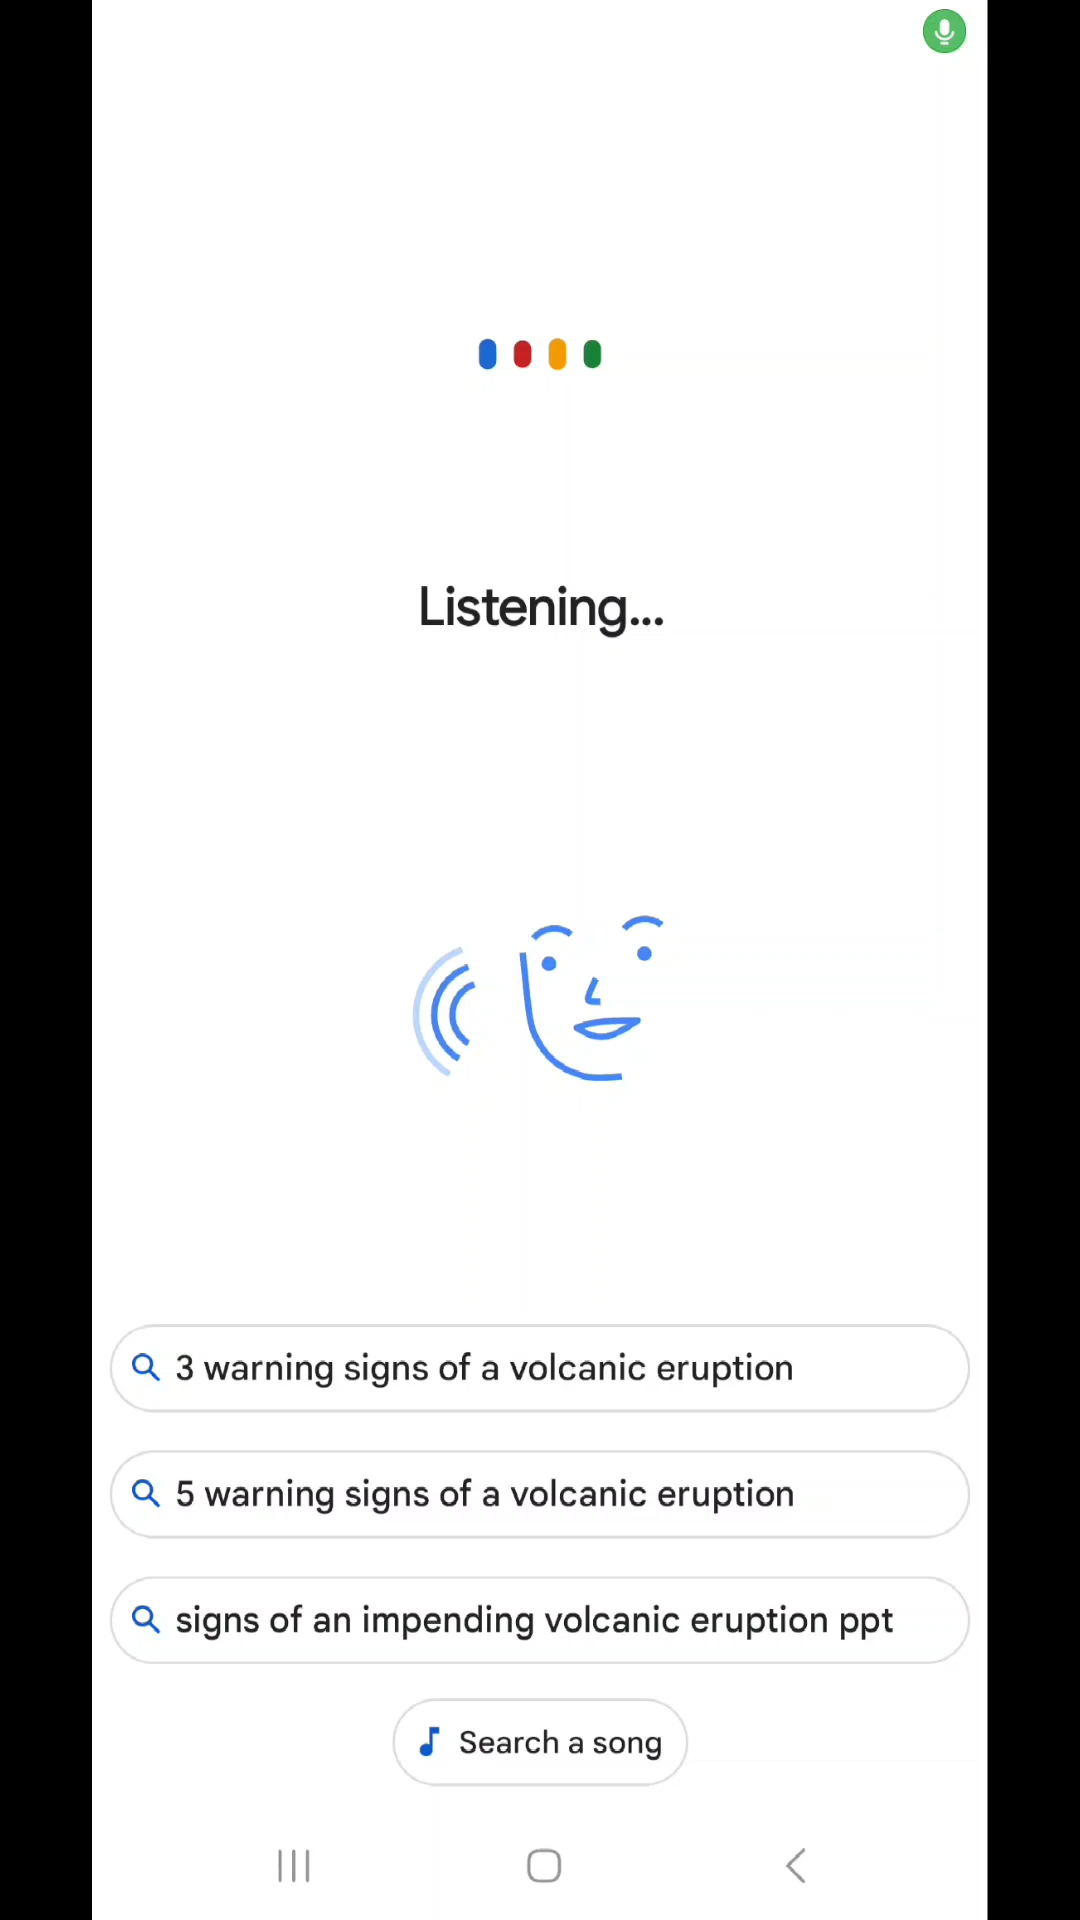 Listening...
3 warning signs of a volcanic eruption
5 warning signs of a volcanic eruption
signs of an impending volcanic eruption ppt
Search a song